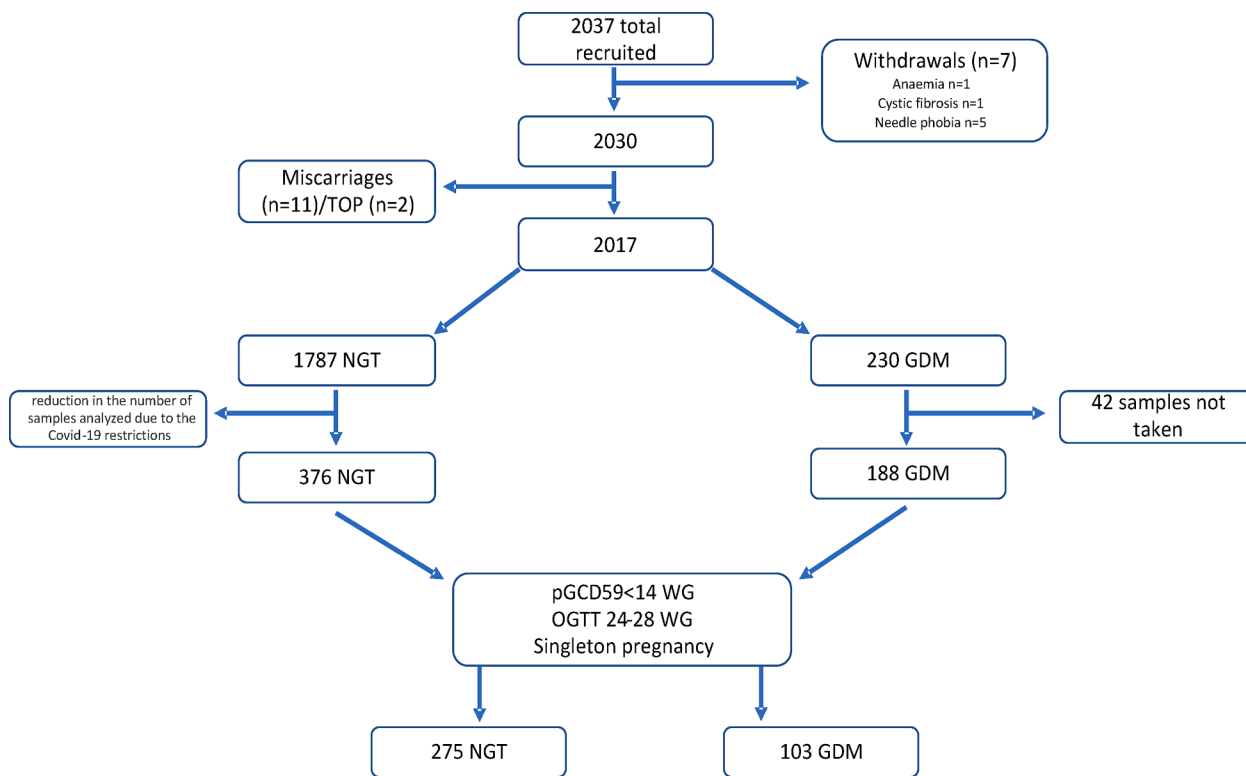 2037 total
recruited
Withdrawals (n=7)
Anaemia n=1
Cystic fibrosis n=1
Needle phobia n=5
2030
Miscarriages
(n=11)/TOP (n=2)
2017
1787 NGT
230 GDM
reduction in the number of
samples analyzed due to the
Covid-19 restrictions
42 samples not
taken
376 NGT
188 GDM
pGCD59<14 WG
OGTT 24-28 WG
Singleton pregnancy
275 NGT
103 GDM